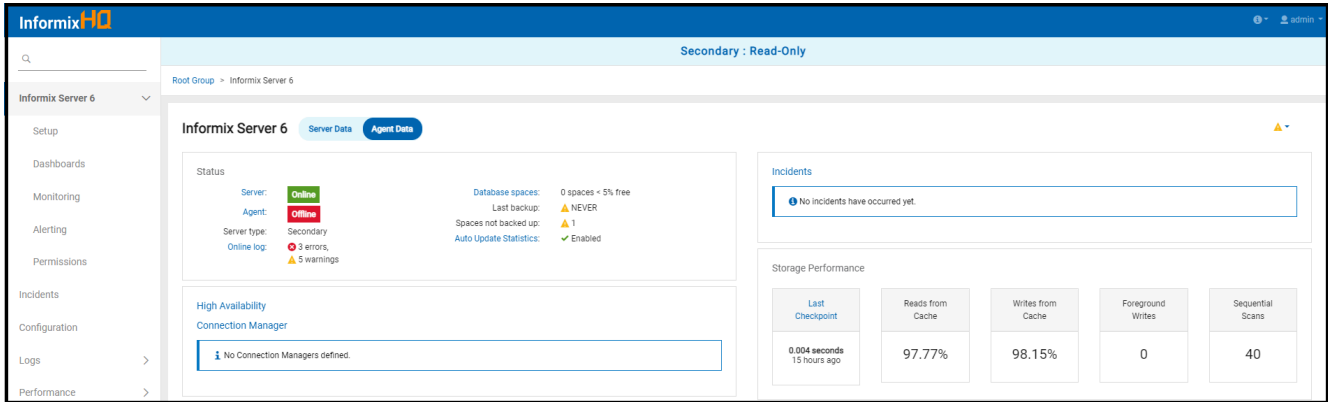 InformixHQ
admin
Secondary : Read-Only
Root Group > Informix Server 6
Informix Server 6
Setup
Dashboards
Monitoring
Alerting
Permissions
Incidents
Configuration
Logs
Performance
Informix Server 6 Server Data Agent Data
Status
Server: Online
Agent: Offline
Server type: Secondary
Online log: 3 errors,
5 warnings
Database spaces: 0 spaces < 5% free
Last backup: NEVER
Spaces not backed up: 1
Auto Update Statistics: Enabled
High Availability
Connection Manager
No Connection Managers defined.
Incidents
No incidents have occurred yet.
Storage Performance
Last
Checkpoint
0.004 seconds
15 hours ago
Reads from
Cache
97.77%
Writes from
Cache
98.15%
Foreground
Writes
0
Sequential
Scans
40